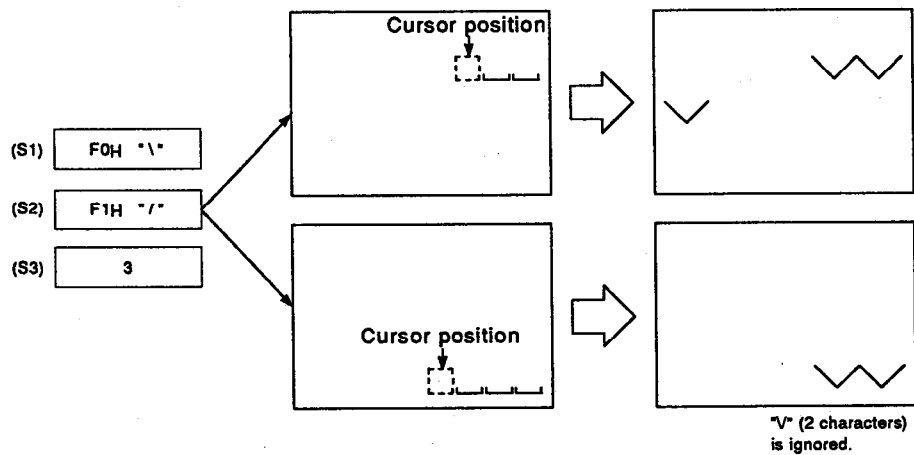 Cursor position
(S1) F0H "\"
(S2) F1H "/"
(S3) 3
Cursor position
"\/" (2 characters)
is ignored.